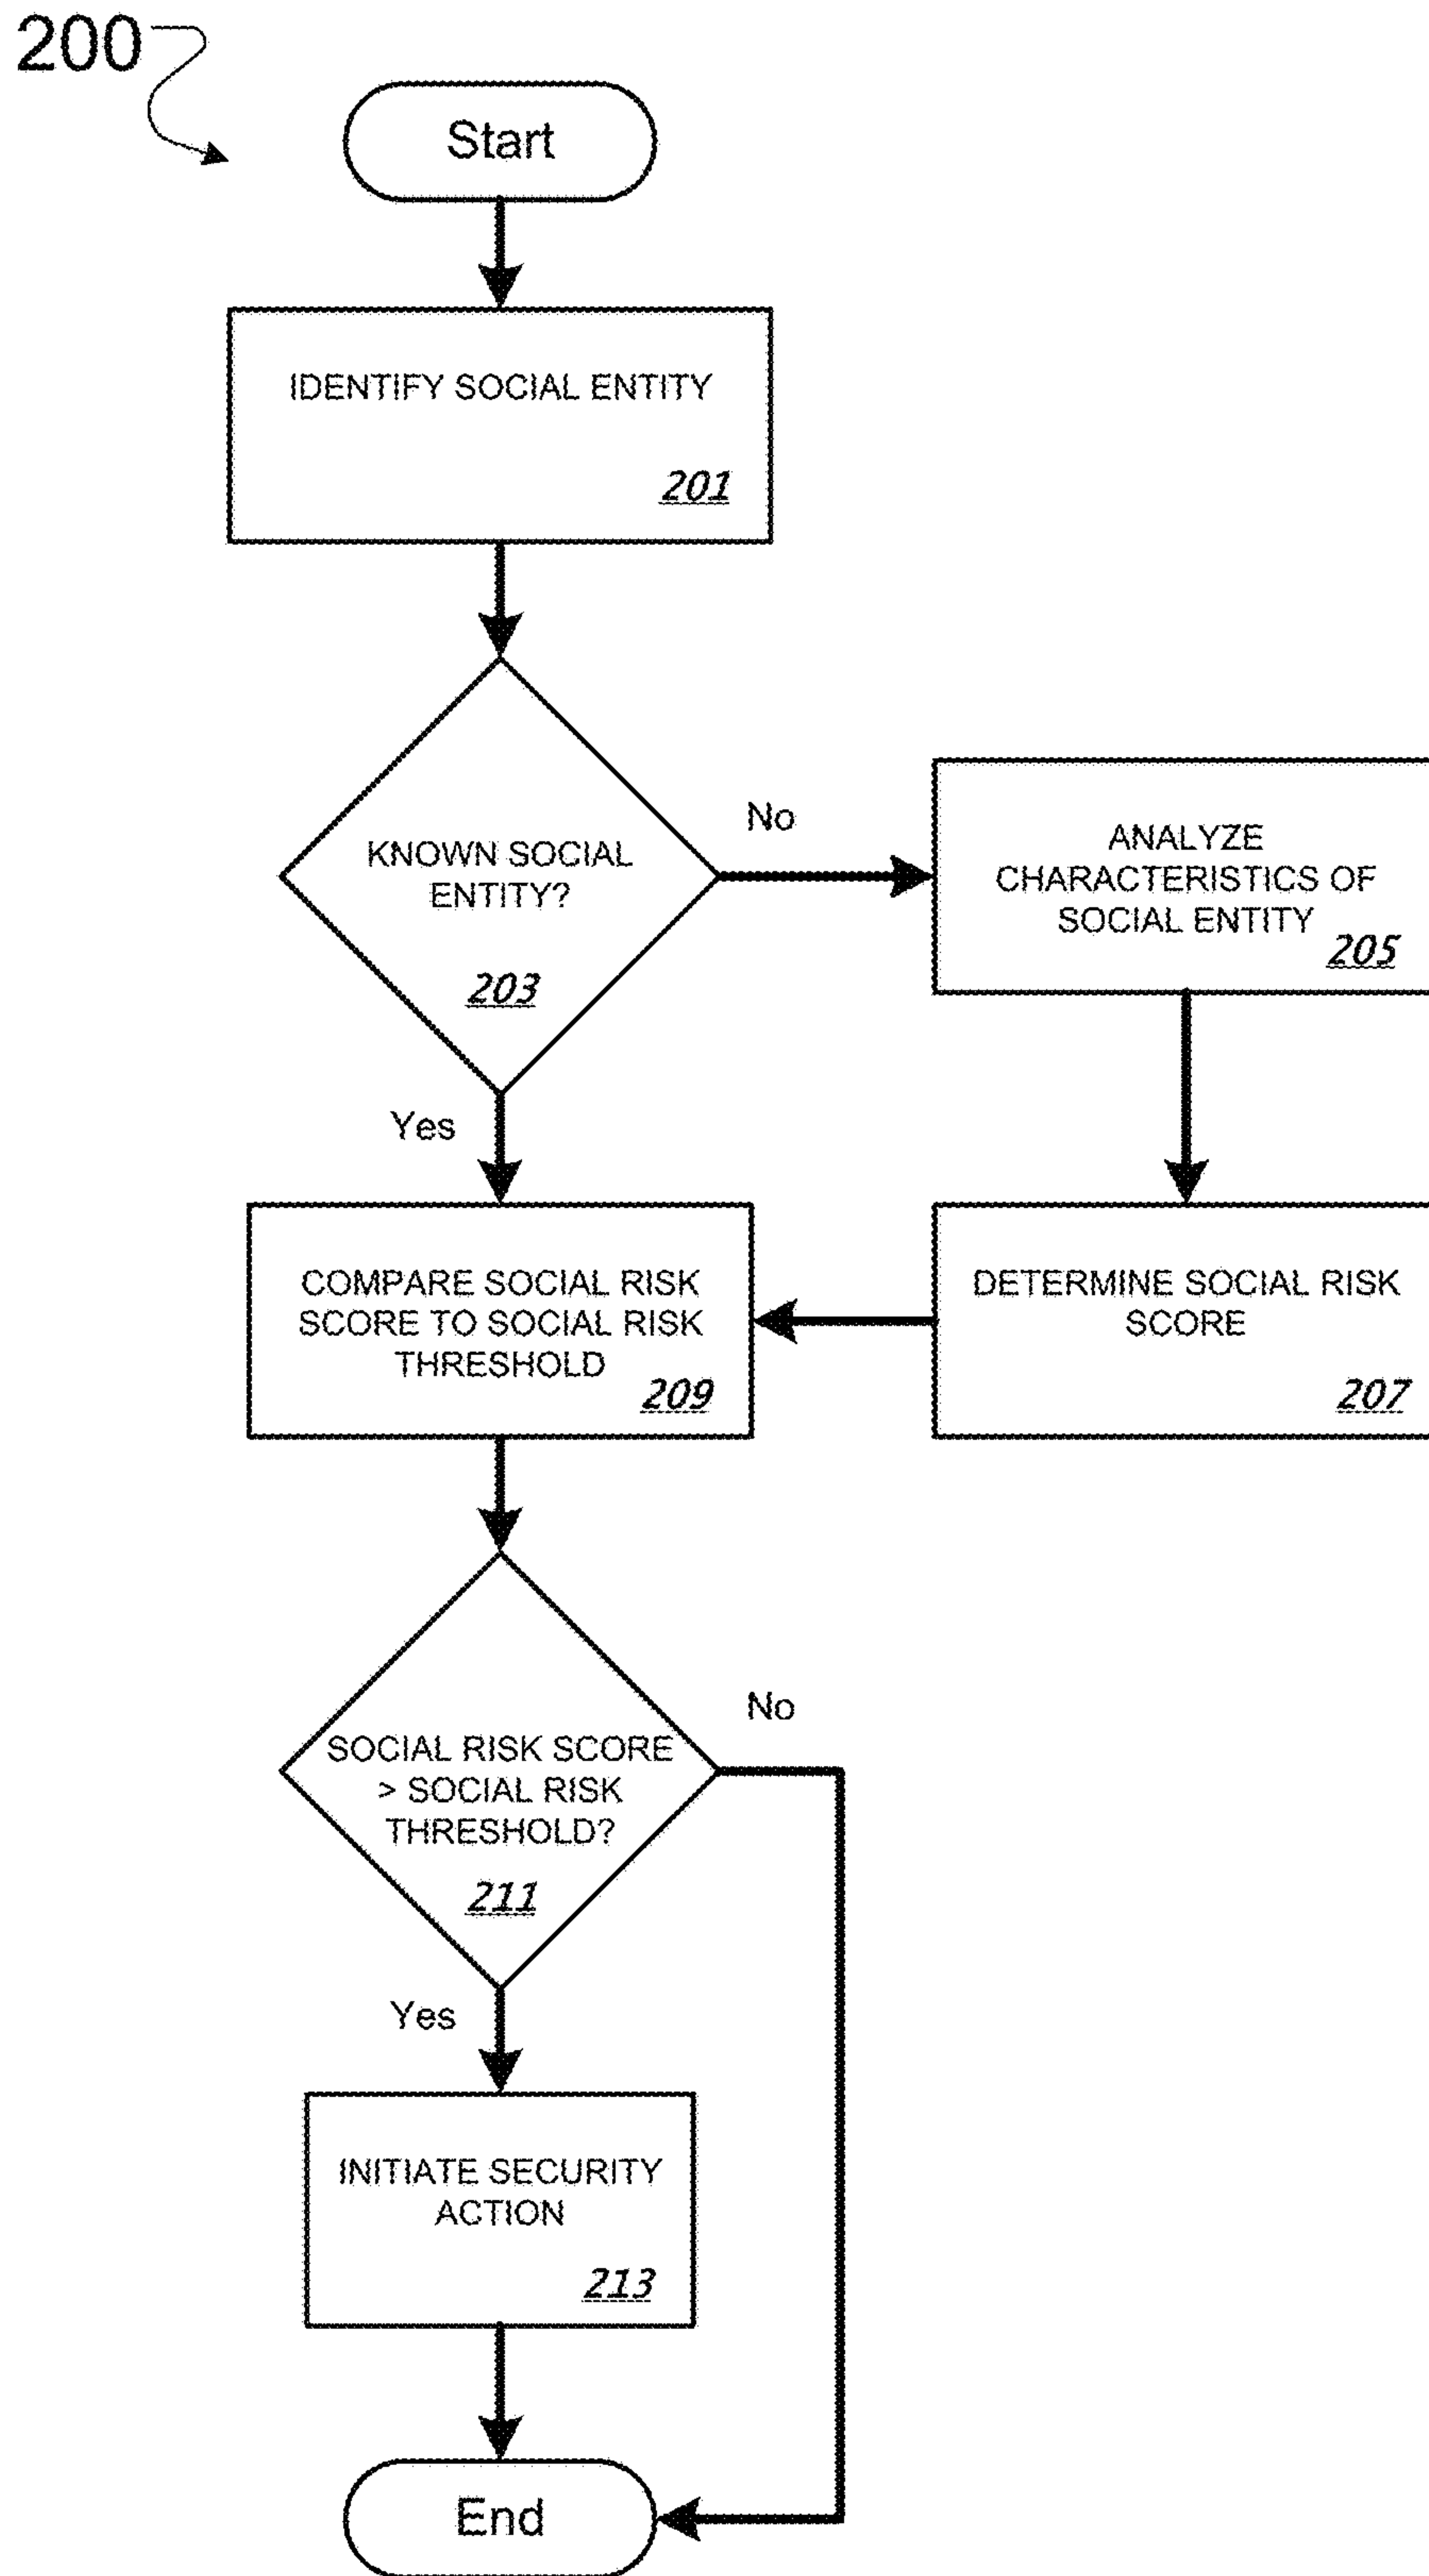 200
Start
IDENTIFY SOCIAL ENTITY
201
KNOWN SOCIAL
ENTITY?
203
No
ANALYZE
CHARACTERISTICS OF
SOCIAL ENTITY
205
Yes
COMPARE SOCIAL RISK
SCORE TO SOCIAL RISK
THRESHOLD
209
DETERMINE SOCIAL RISK
SCORE
207
SOCIAL RISK SCORE
> SOCIAL RISK
THRESHOLD?
211
No
Yes
INITIATE SECURITY
ACTION
213
End